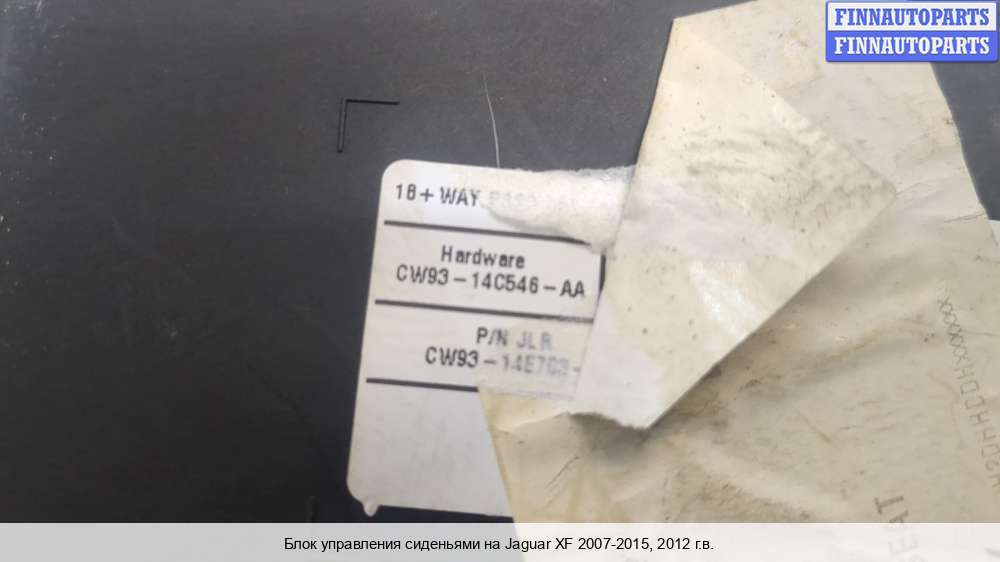 FINNAUTOPARTS
FINNAUTOPARTS
18+ WAY
Hardware
CW93-14C546-AA
P/N JLR
CW93-14E703-
Блок управления сиденьями на Jaguar XF 2007-2015, 2012 г.в.